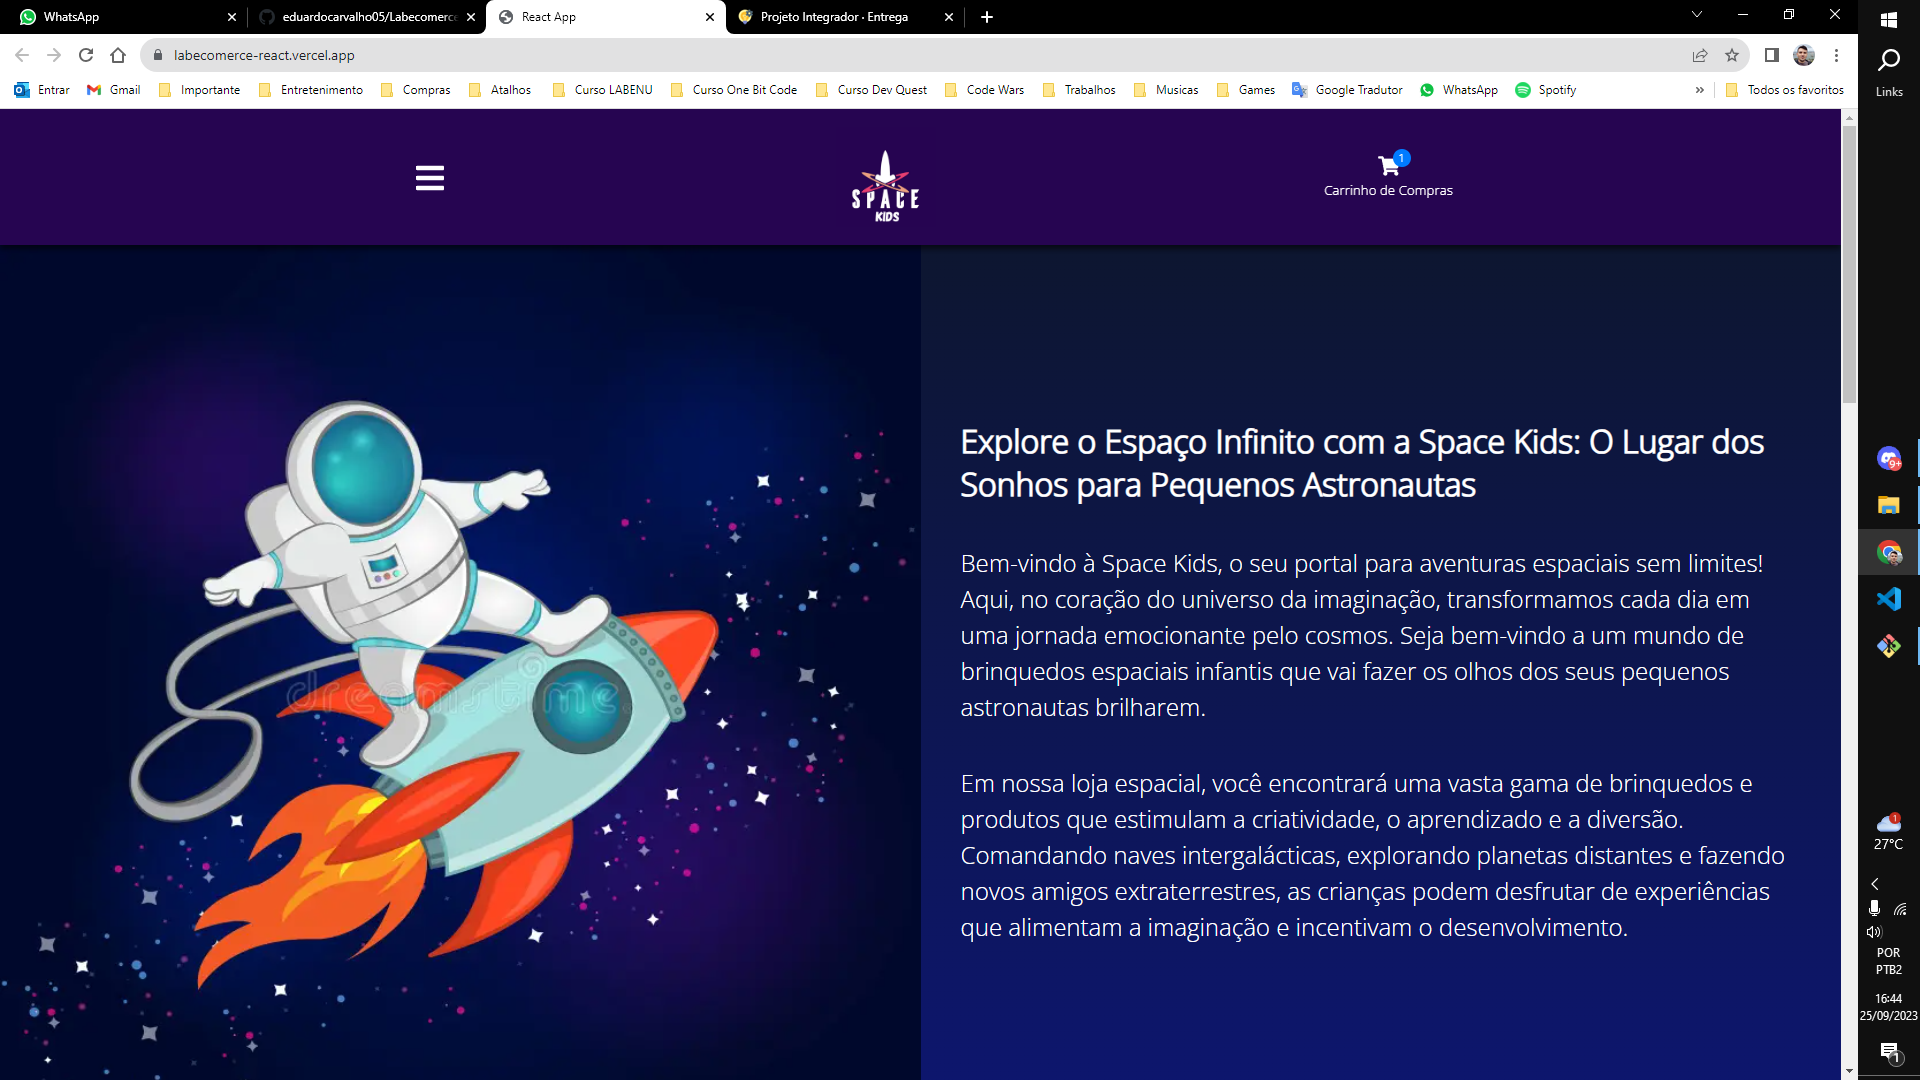 WhatsApp
eduardocarvalho05/Labecomerce
React App
Projeto Integrador · Entrega
labecomerce-react.vercel.app
Entrar
Gmail
Importante
Entretenimento
Compras
Atalhos
Curso LABENU
Curso One Bit Code
Curso Dev Quest
Code Wars
Trabalhos
Musicas
Games
Google Tradutor
WhatsApp
Spotify
»
Todos os favoritos
Links
SPACE
KIDS
1
Carrinho de Compras
Explore o Espaço Infinito com a Space Kids: O Lugar dos
Sonhos para Pequenos Astronautas
Bem-vindo à Space Kids, o seu portal para aventuras espaciais sem limites!
Aqui, no coração do universo da imaginação, transformamos cada dia em
uma jornada emocionante pelo cosmos. Seja bem-vindo a um mundo de
brinquedos espaciais infantis que vai fazer os olhos dos seus pequenos
astronautas brilharem.
Em nossa loja espacial, você encontrará uma vasta gama de brinquedos e
produtos que estimulam a criatividade, o aprendizado e a diversão.
Comandando naves intergalácticas, explorando planetas distantes e fazendo
novos amigos extraterrestres, as crianças podem desfrutar de experiências
que alimentam a imaginação e incentivam o desenvolvimento.
dreamstime
9+
1
27°C
POR
PTB2
16:44
25/09/2023
1